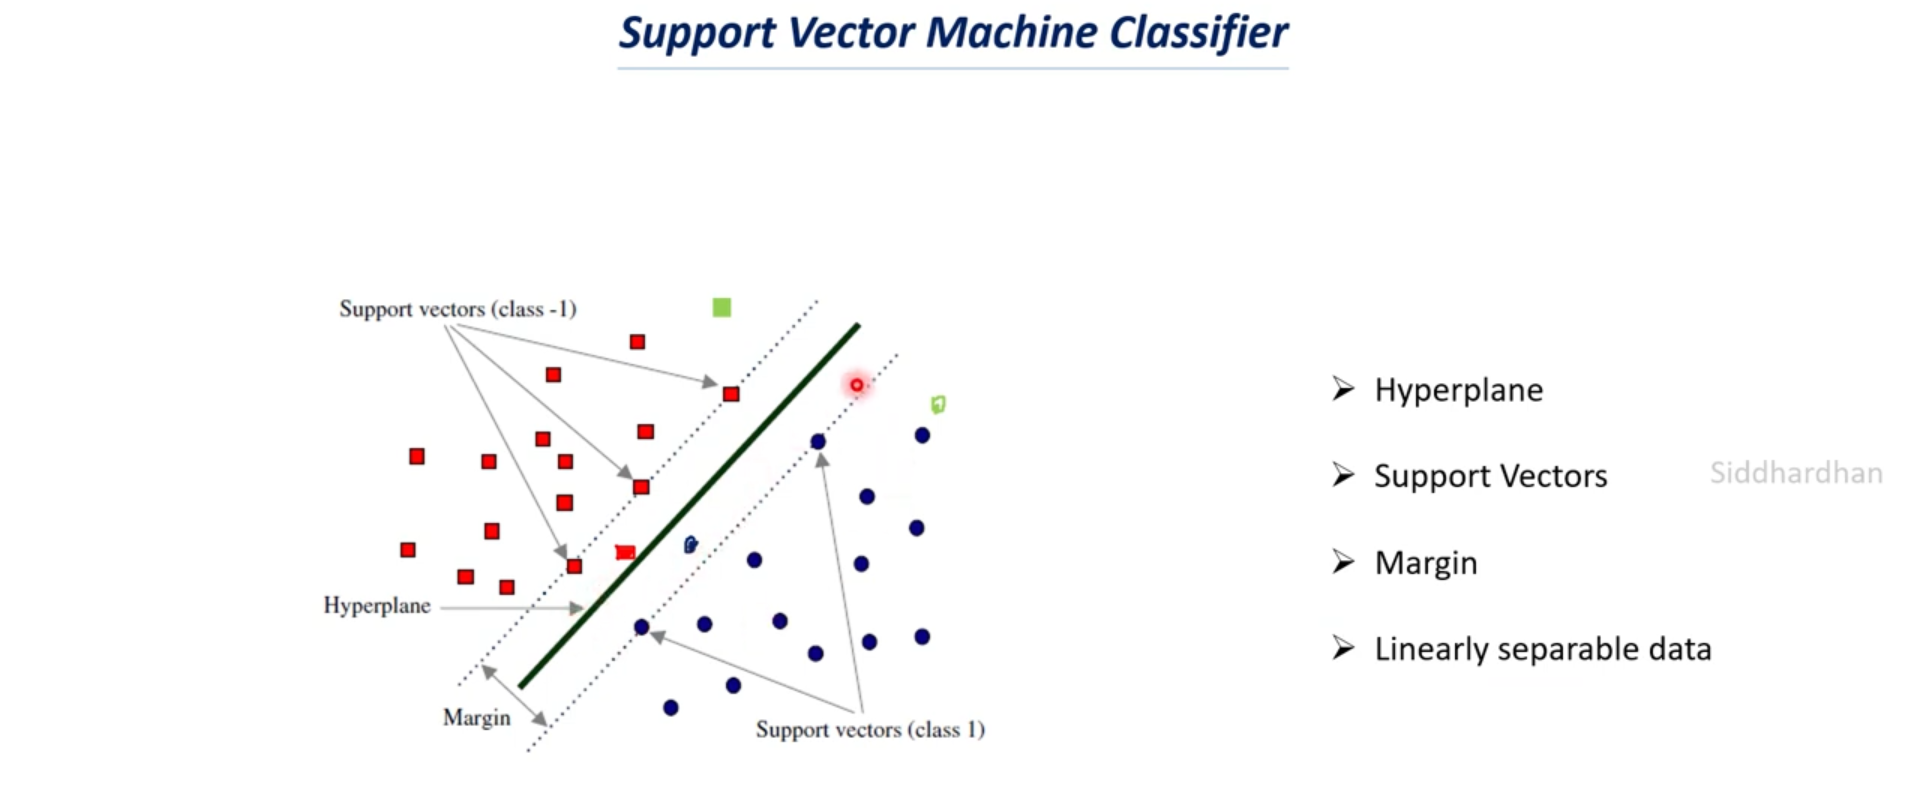 Support Vector Machine Classifier
Support vectors (class -1)
Hyperplane
Margin
Support vectors (class 1)
Hyperplane
Support Vectors
Siddhardhan
Margin
Linearly separable data